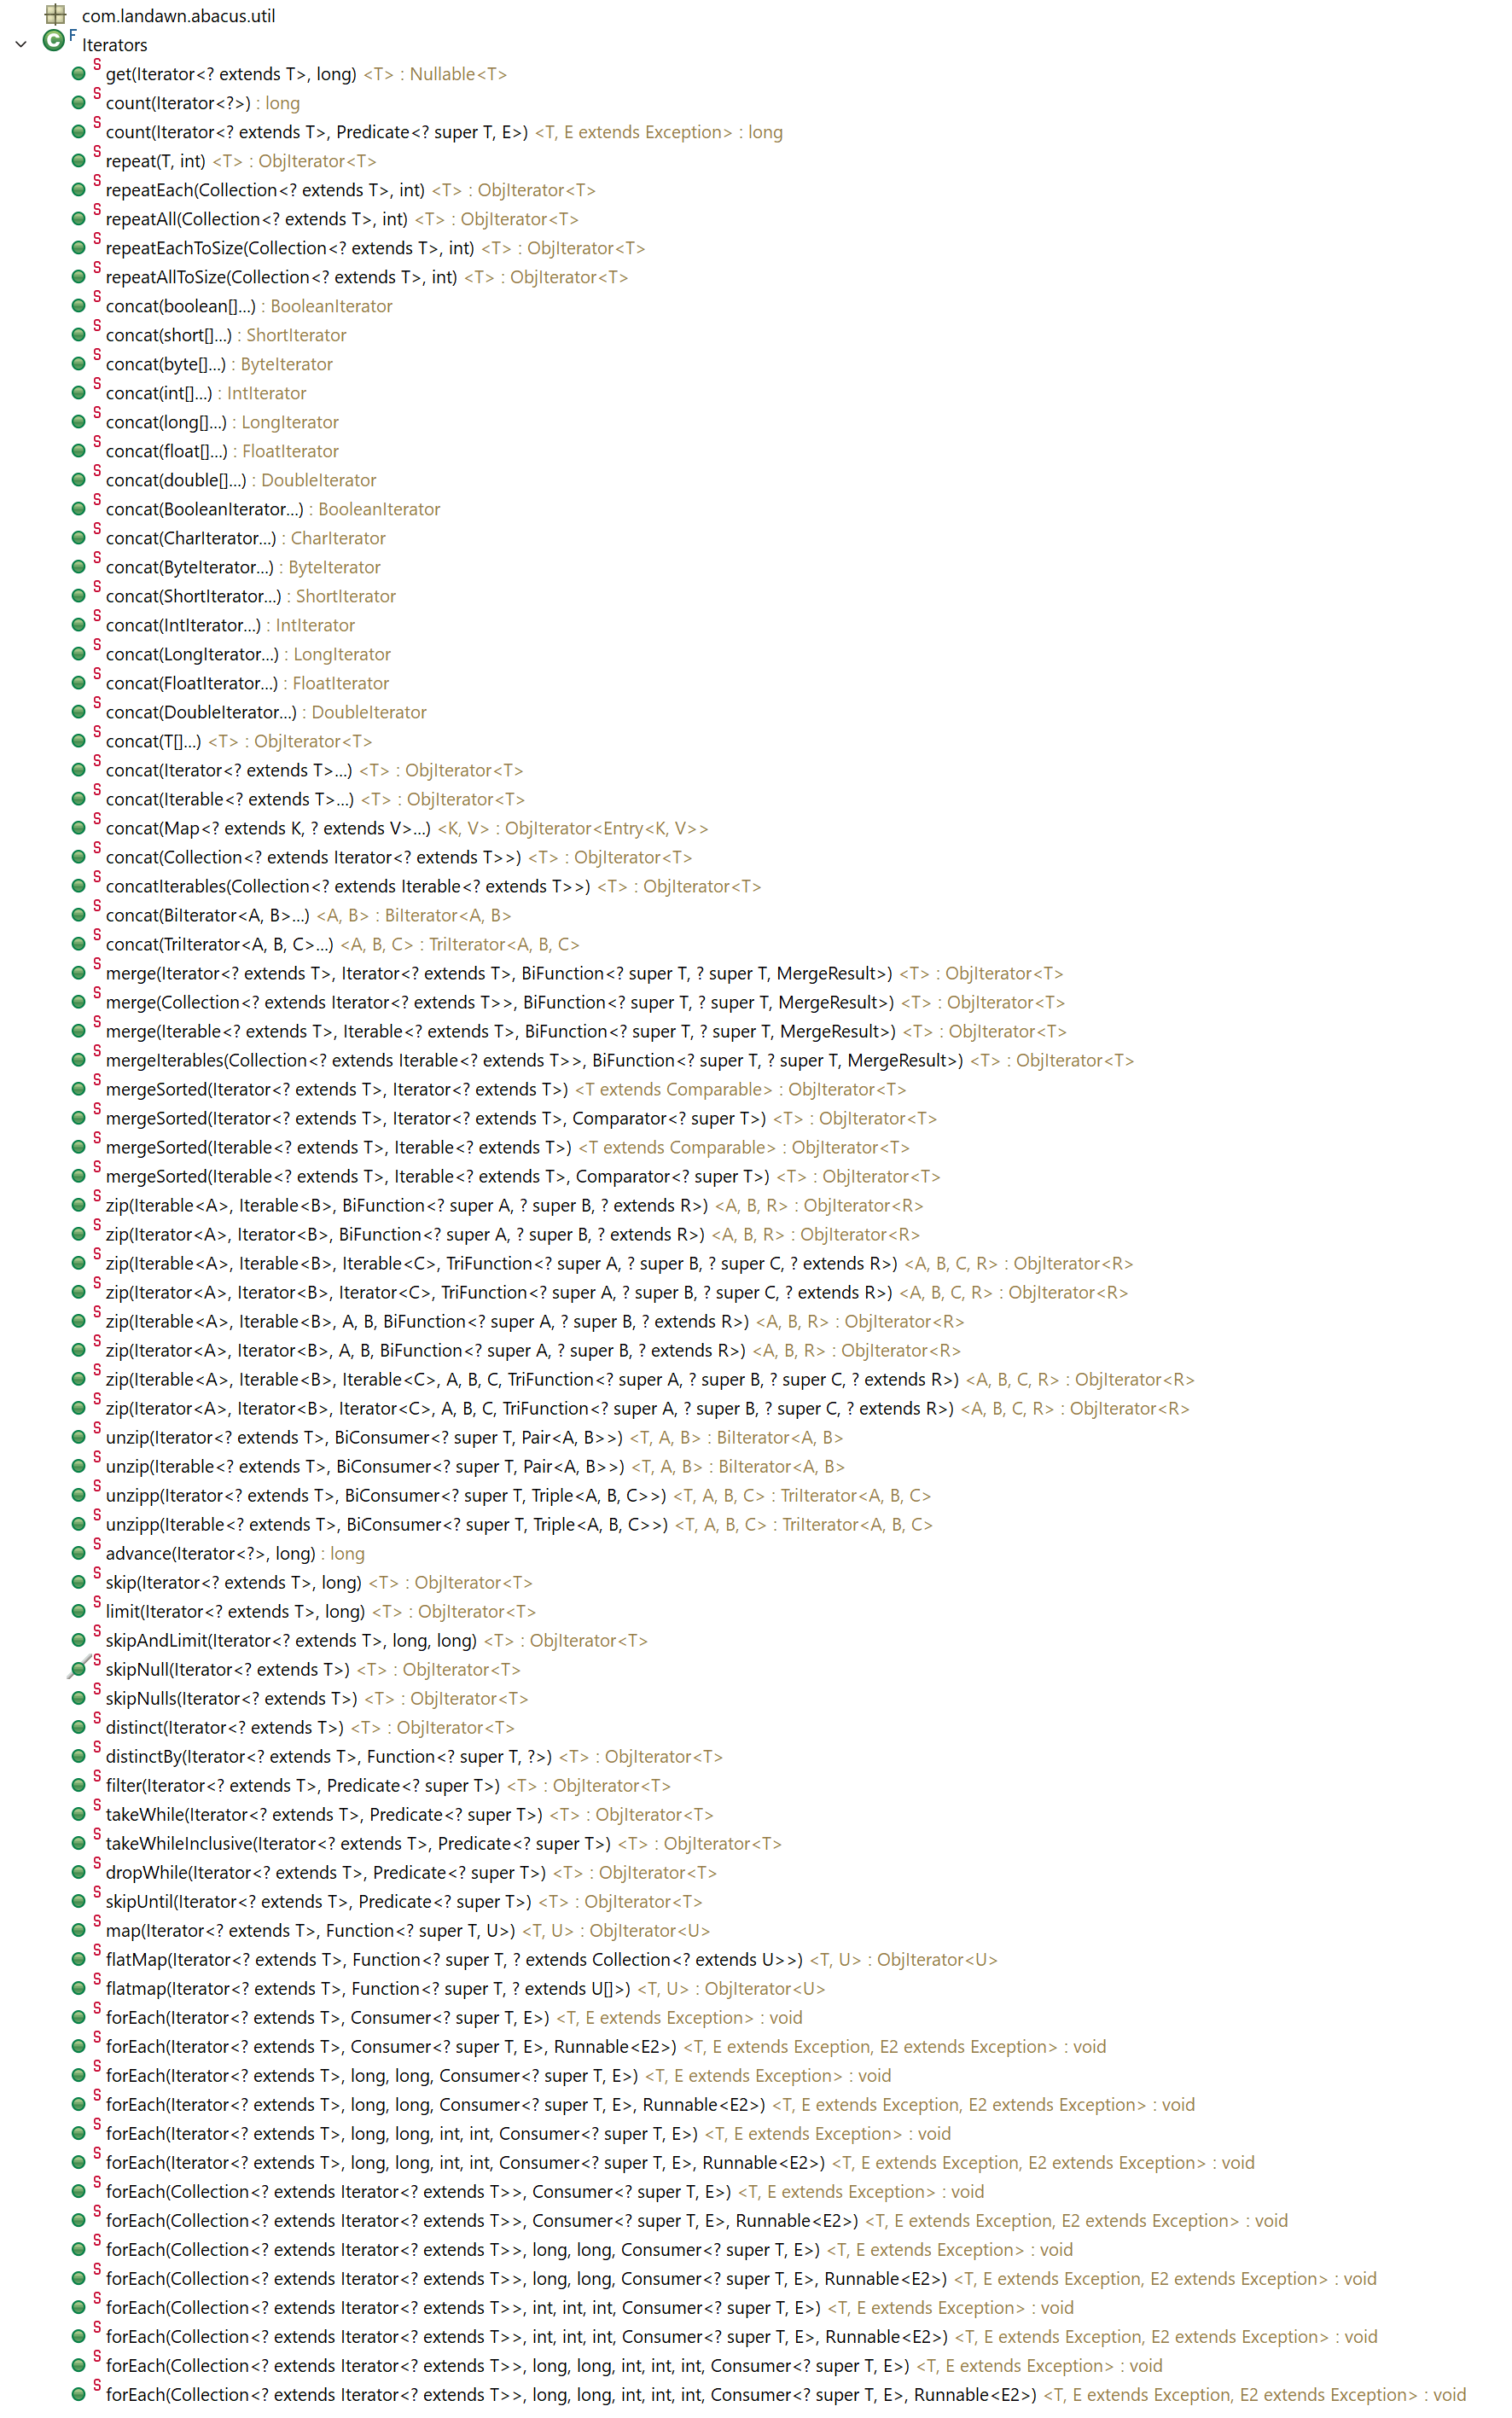 com.landawn.abacus.util
C F Iterators
S get(Iterator<? extends T>, long) <T> : Nullable<T>
S count(Iterator<?>) : long
S count(Iterator<? extends T>, Predicate<? super T, E>) <T, E extends Exception> : long
S repeat(T, int) <T> : ObjIterator<T>
S repeatEach(Collection<? extends T>, int) <T> : ObjIterator<T>
S repeatAll(Collection<? extends T>, int) <T> : ObjIterator<T>
S repeatEachToSize(Collection<? extends T>, int) <T> : ObjIterator<T>
S repeatAllToSize(Collection<? extends T>, int) <T> : ObjIterator<T>
S concat(boolean[]...) : BooleanIterator
S concat(short[]...) : ShortIterator
S concat(byte[]...) : ByteIterator
S concat(int[]...) : IntIterator
S concat(long[]...) : LongIterator
S concat(float[]...) : FloatIterator
S concat(double[]...) : DoubleIterator
S concat(BooleanIterator...) : BooleanIterator
S concat(CharIterator...) : CharIterator
S concat(ByteIterator...) : ByteIterator
S concat(ShortIterator...) : ShortIterator
S concat(IntIterator...) : IntIterator
S concat(LongIterator...) : LongIterator
S concat(FloatIterator...) : FloatIterator
S concat(DoubleIterator...) : DoubleIterator
S concat(T[]...) <T> : ObjIterator<T>
S concat(Iterator<? extends T>...) <T> : ObjIterator<T>
S concat(Iterable<? extends T>...) <T> : ObjIterator<T>
S concat(Map<? extends K, ? extends V>...) <K, V> : ObjIterator<Entry<K, V>>
S concat(Collection<? extends Iterator<? extends T>>) <T> : ObjIterator<T>
S concatIterables(Collection<? extends Iterable<? extends T>>) <T> : ObjIterator<T>
S concat(BiIterator<A, B>...) <A, B> : BiIterator<A, B>
S concat(TriIterator<A, B, C>...) <A, B, C> : TriIterator<A, B, C>
S merge(Iterator<? extends T>, Iterator<? extends T>, BiFunction<? super T, ? super T, MergeResult>) <T> : ObjIterator<T>
S merge(Collection<? extends Iterator<? extends T>>, BiFunction<? super T, ? super T, MergeResult>) <T> : ObjIterator<T>
S merge(Iterable<? extends T>, Iterable<? extends T>, BiFunction<? super T, ? super T, MergeResult>) <T> : ObjIterator<T>
S mergeIterables(Collection<? extends Iterable<? extends T>>, BiFunction<? super T, ? super T, MergeResult>) <T> : ObjIterator<T>
S mergeSorted(Iterator<? extends T>, Iterator<? extends T>) <T extends Comparable> : ObjIterator<T>
S mergeSorted(Iterator<? extends T>, Iterator<? extends T>, Comparator<? super T>) <T> : ObjIterator<T>
S mergeSorted(Iterable<? extends T>, Iterable<? extends T>) <T extends Comparable> : ObjIterator<T>
S mergeSorted(Iterable<? extends T>, Iterable<? extends T>, Comparator<? super T>) <T> : ObjIterator<T>
S zip(Iterable<A>, Iterable<B>, BiFunction<? super A, ? super B, ? extends R>) <A, B, R> : ObjIterator<R>
S zip(Iterator<A>, Iterator<B>, BiFunction<? super A, ? super B, ? extends R>) <A, B, R> : ObjIterator<R>
S zip(Iterable<A>, Iterable<B>, Iterable<C>, TriFunction<? super A, ? super B, ? super C, ? extends R>) <A, B, C, R> : ObjIterator<R>
S zip(Iterator<A>, Iterator<B>, Iterator<C>, TriFunction<? super A, ? super B, ? super C, ? extends R>) <A, B, C, R> : ObjIterator<R>
S zip(Iterable<A>, Iterable<B>, A, B, BiFunction<? super A, ? super B, ? extends R>) <A, B, R> : ObjIterator<R>
S zip(Iterator<A>, Iterator<B>, A, B, BiFunction<? super A, ? super B, ? extends R>) <A, B, R> : ObjIterator<R>
S zip(Iterable<A>, Iterable<B>, Iterable<C>, A, B, C, TriFunction<? super A, ? super B, ? super C, ? extends R>) <A, B, C, R> : ObjIterator<R>
S zip(Iterator<A>, Iterator<B>, Iterator<C>, A, B, C, TriFunction<? super A, ? super B, ? super C, ? extends R>) <A, B, C, R> : ObjIterator<R>
S unzip(Iterator<? extends T>, BiConsumer<? super T, Pair<A, B>>) <T, A, B> : BiIterator<A, B>
S unzip(Iterable<? extends T>, BiConsumer<? super T, Pair<A, B>>) <T, A, B> : BiIterator<A, B>
S unzipp(Iterator<? extends T>, BiConsumer<? super T, Triple<A, B, C>>) <T, A, B, C> : TriIterator<A, B, C>
S unzipp(Iterable<? extends T>, BiConsumer<? super T, Triple<A, B, C>>) <T, A, B, C> : TriIterator<A, B, C>
S advance(Iterator<?>, long) : long
S skip(Iterator<? extends T>, long) <T> : ObjIterator<T>
S limit(Iterator<? extends T>, long) <T> : ObjIterator<T>
S skipAndLimit(Iterator<? extends T>, long, long) <T> : ObjIterator<T>
S skipNull(Iterator<? extends T>) <T> : ObjIterator<T>
S skipNulls(Iterator<? extends T>) <T> : ObjIterator<T>
S distinct(Iterator<? extends T>) <T> : ObjIterator<T>
S distinctBy(Iterator<? extends T>, Function<? super T, ?>) <T> : ObjIterator<T>
S filter(Iterator<? extends T>, Predicate<? super T>) <T> : ObjIterator<T>
S takeWhile(Iterator<? extends T>, Predicate<? super T>) <T> : ObjIterator<T>
S takeWhileInclusive(Iterator<? extends T>, Predicate<? super T>) <T> : ObjIterator<T>
S dropWhile(Iterator<? extends T>, Predicate<? super T>) <T> : ObjIterator<T>
S skipUntil(Iterator<? extends T>, Predicate<? super T>) <T> : ObjIterator<T>
S map(Iterator<? extends T>, Function<? super T, U>) <T, U> : ObjIterator<U>
S flatMap(Iterator<? extends T>, Function<? super T, ? extends Collection<? extends U>>) <T, U> : ObjIterator<U>
S flatmap(Iterator<? extends T>, Function<? super T, ? extends U[]>) <T, U> : ObjIterator<U>
S forEach(Iterator<? extends T>, Consumer<? super T, E>) <T, E extends Exception> : void
S forEach(Iterator<? extends T>, Consumer<? super T, E>, Runnable<E2>) <T, E extends Exception, E2 extends Exception> : void
S forEach(Iterator<? extends T>, long, long, Consumer<? super T, E>) <T, E extends Exception> : void
S forEach(Iterator<? extends T>, long, long, Consumer<? super T, E>, Runnable<E2>) <T, E extends Exception, E2 extends Exception> : void
S forEach(Iterator<? extends T>, long, long, int, int, Consumer<? super T, E>) <T, E extends Exception> : void
S forEach(Iterator<? extends T>, long, long, int, int, Consumer<? super T, E>, Runnable<E2>) <T, E extends Exception, E2 extends Exception> : void
S forEach(Collection<? extends Iterator<? extends T>>, Consumer<? super T, E>) <T, E extends Exception> : void
S forEach(Collection<? extends Iterator<? extends T>>, Consumer<? super T, E>, Runnable<E2>) <T, E extends Exception, E2 extends Exception> : void
S forEach(Collection<? extends Iterator<? extends T>>, long, long, Consumer<? super T, E>) <T, E extends Exception> : void
S forEach(Collection<? extends Iterator<? extends T>>, long, long, Consumer<? super T, E>, Runnable<E2>) <T, E extends Exception, E2 extends Exception> : void
S forEach(Collection<? extends Iterator<? extends T>>, int, int, int, Consumer<? super T, E>) <T, E extends Exception> : void
S forEach(Collection<? extends Iterator<? extends T>>, int, int, int, Consumer<? super T, E>, Runnable<E2>) <T, E extends Exception, E2 extends Exception> : void
S forEach(Collection<? extends Iterator<? extends T>>, long, long, int, int, int, Consumer<? super T, E>) <T, E extends Exception> : void
S forEach(Collection<? extends Iterator<? extends T>>, long, long, int, int, int, Consumer<? super T, E>, Runnable<E2>) <T, E extends Exception, E2 extends Exception> : void